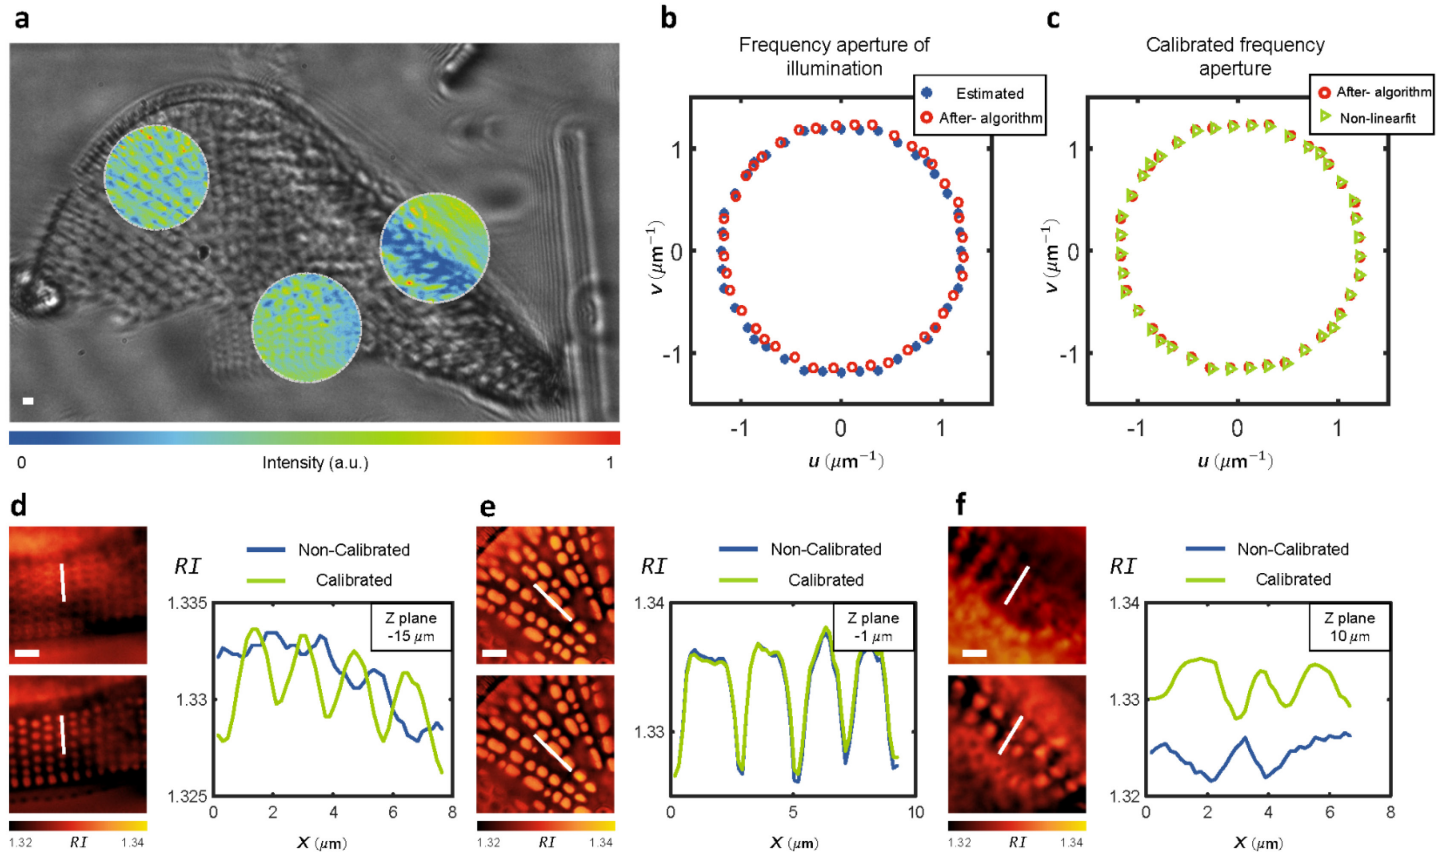 a
0
Intensity (a.u.)
1
b
Frequency aperture of
illumination
Estimated
After- algorithm
1
0
-1
v (μm⁻¹)
-1
0
1
u (μm⁻¹)
c
Calibrated frequency
aperture
After- algorithm
Non-linearfit
1
0
-1
v (μm⁻¹)
-1
0
1
u (μm⁻¹)
d
1.32
RI
1.34
RI
Non-Calibrated
Calibrated
Z plane
-15 μm
1.335
1.33
1.325
0
2
4
6
8
X (μm)
e
1.32
RI
1.34
RI
Non-Calibrated
Calibrated
Z plane
-1 μm
1.34
1.33
1.32
0
5
10
X (μm)
f
1.32
RI
1.34
RI
Non-Calibrated
Calibrated
Z plane
10 μm
1.34
1.33
1.32
0
2
4
6
8
X (μm)